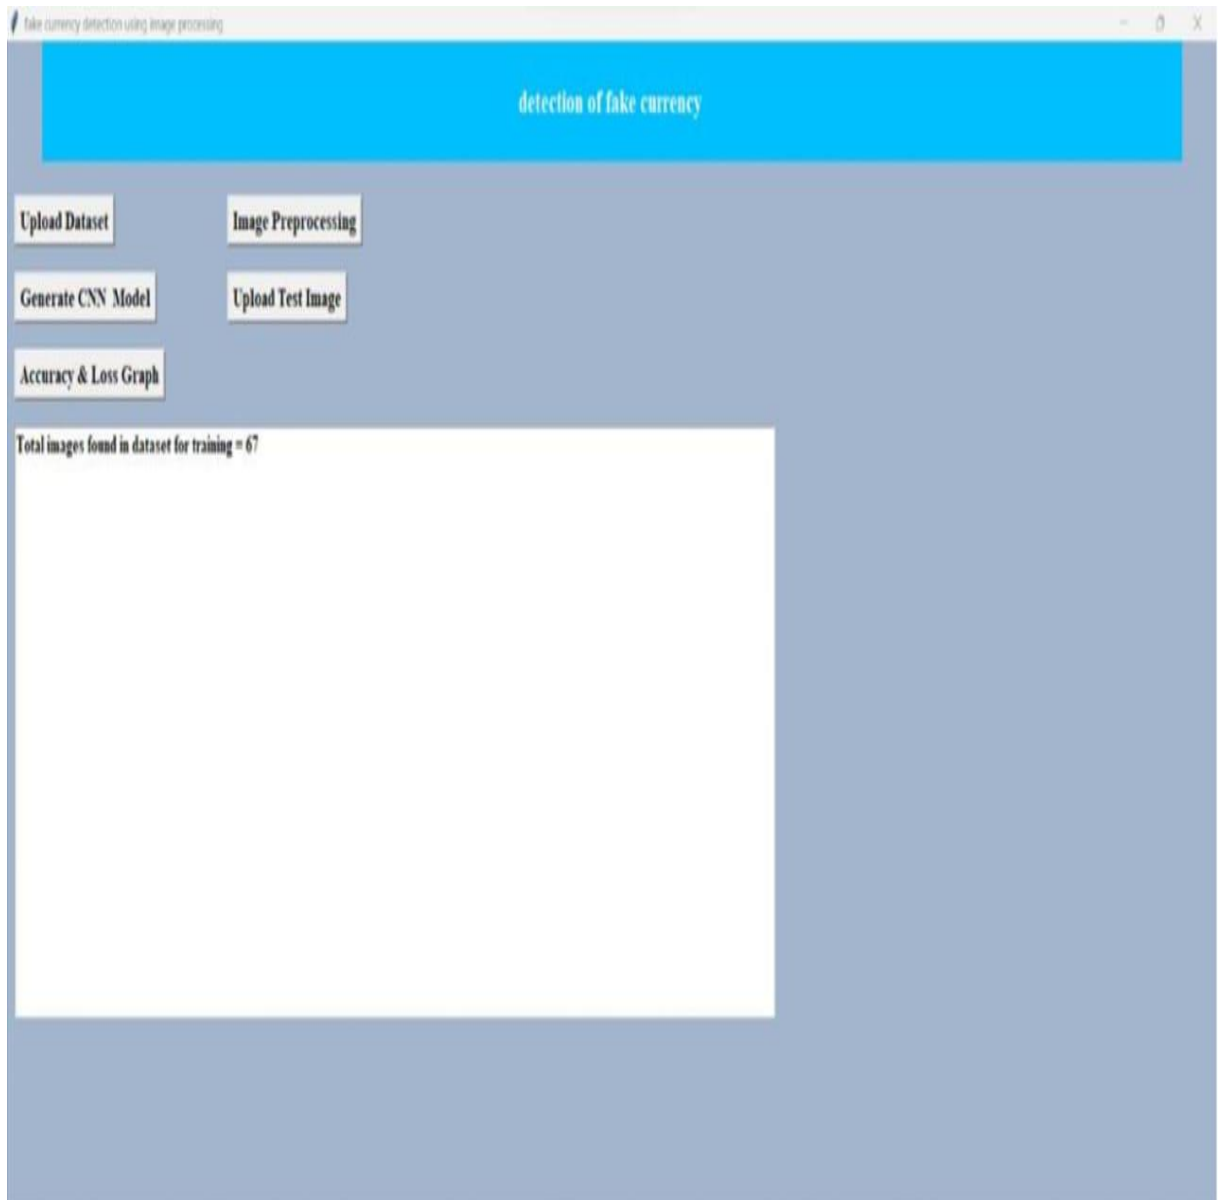 fake currency detection using image processing
detection of fake currency
Upload Dataset
Image Preprocessing
Generate CNN Model
Upload Test Image
Accuracy & Loss Graph
Total images found in dataset for training = 67